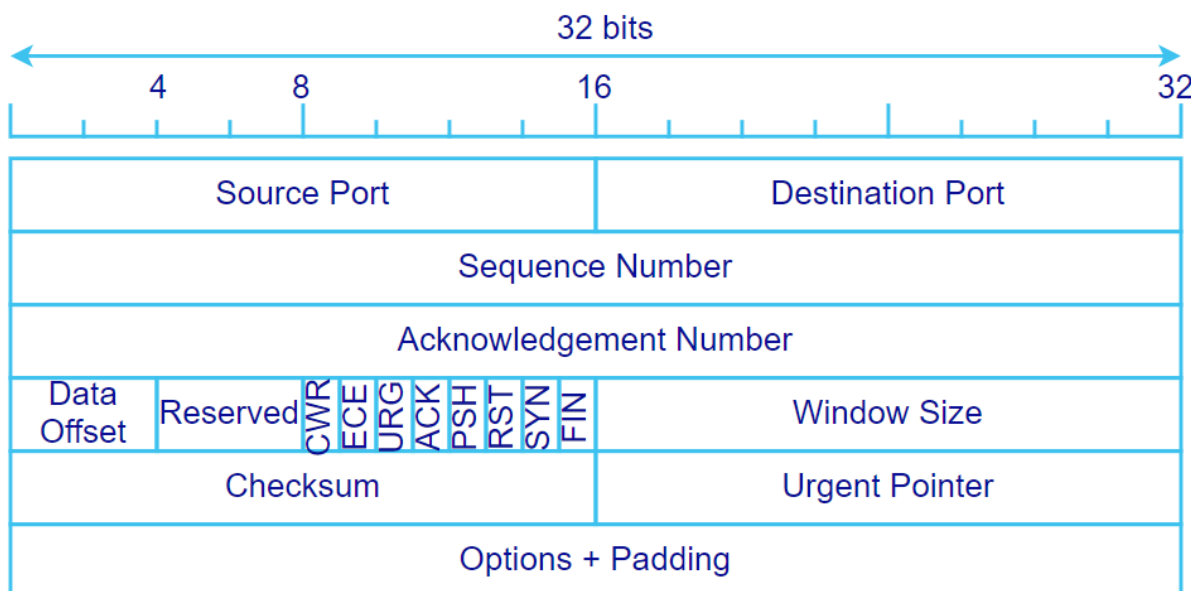 32 bits
4 8 16 32
Source Port Destination Port
Sequence Number
Acknowledgement Number
Data Offset Reserved CWR ECE URG ACK PSH RST SYN FIN Window Size
Checksum Urgent Pointer
Options + Padding